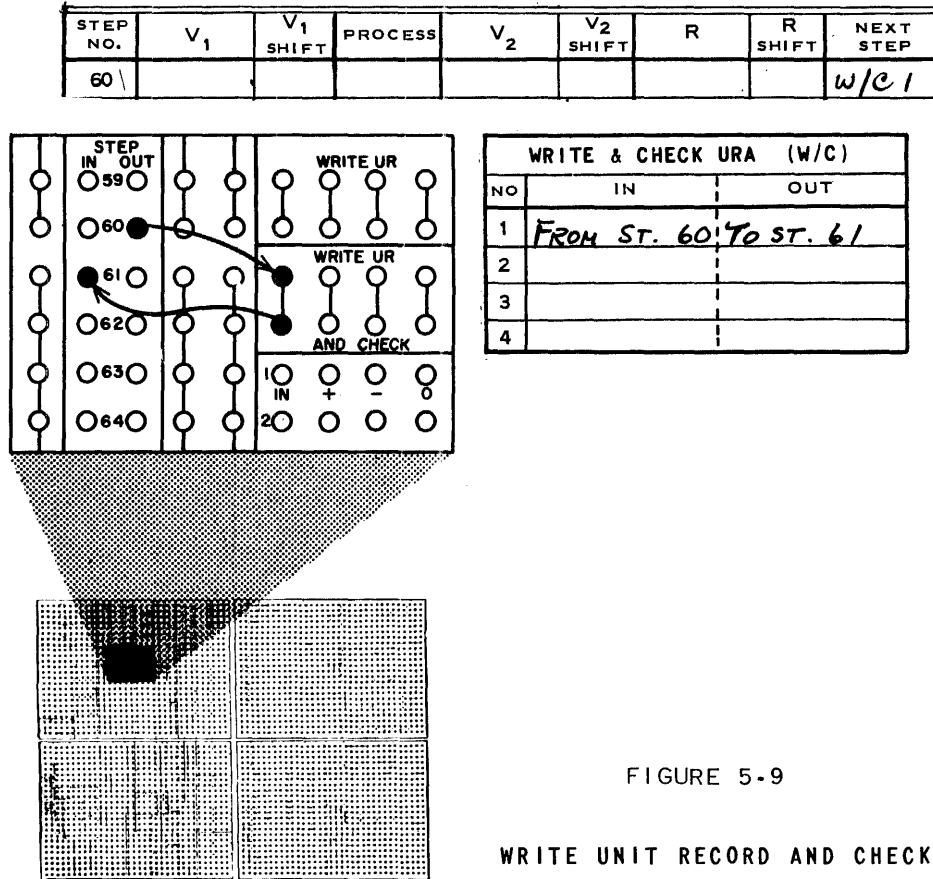 STEP NO. V1 V1 SHIFT PROCESS V2 V2 SHIFT R R SHIFT NEXT STEP
60 W/C 1
STEP
IN OUT
59
60
61
62
63
64
WRITE UR
WRITE UR
AND CHECK
1
IN + - 0
2
WRITE & CHECK URA (W/C)
NO IN OUT
1 FROM ST. 60 TO ST. 61
2
3
4
FIGURE 5-9
WRITE UNIT RECORD AND CHECK